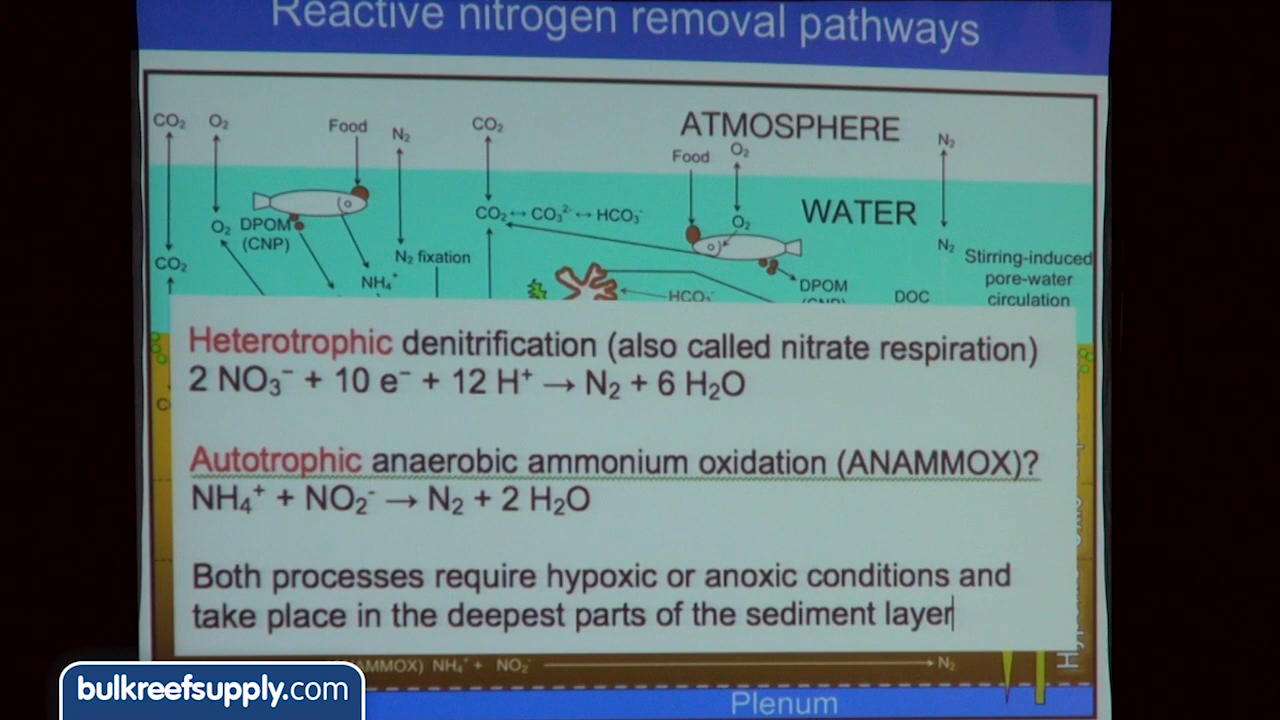 Reactive nitrogen removal pathways
CO₂ O₂ Food N₂ CO₂ ATMOSPHERE N₂
Food O₂
WATER
O₂ DPOM
(CNP)
CO₂ ↔ CO₃²⁻ ↔ HCO₃⁻
O₂
CO₂
N₂ fixation
N₂
Stirring-induced
pore-water
circulation
NH₄⁺
HCO₃⁻
DPOM
(CNP)
DOC
Heterotrophic denitrification (also called nitrate respiration)
2 NO₃⁻ + 10 e⁻ + 12 H⁺ → N₂ + 6 H₂O
Autotrophic anaerobic ammonium oxidation (ANAMMOX)?
NH₄⁺ + NO₂⁻ → N₂ + 2 H₂O
Both processes require hypoxic or anoxic conditions and
take place in the deepest parts of the sediment layer
AMMOX) NH₄⁺ + NO₂⁻ → N₂
Plenum
bulkreefsupply.com